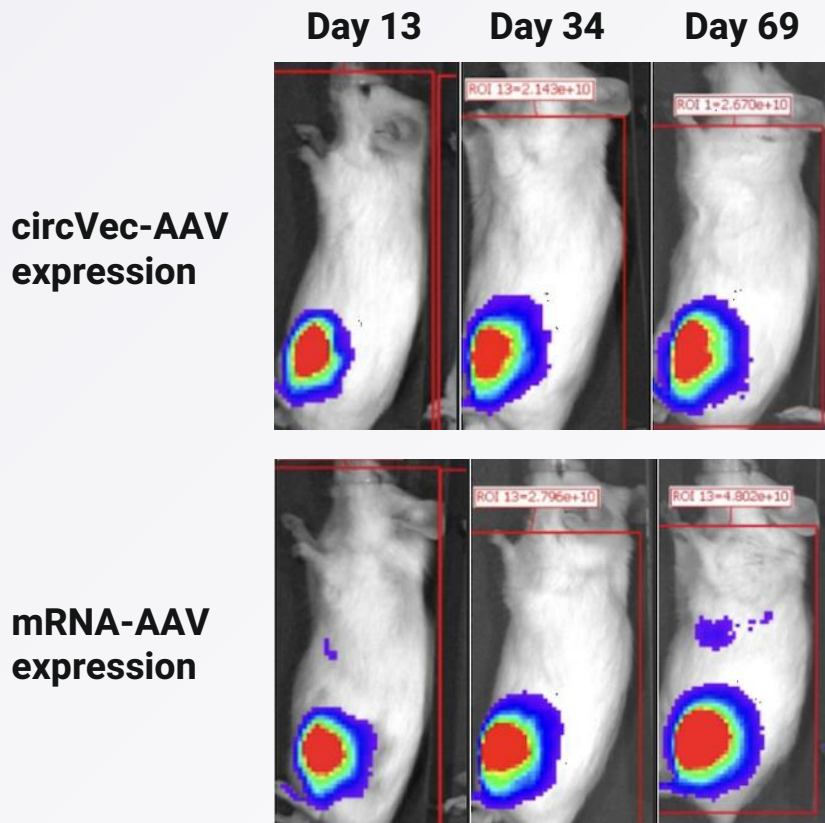 Day 13 Day 34 Day 69
ROI 13=2.143e+10
ROI 1=2.670e+10
circVec-AAV
expression
ROI 13=2.796e+10
ROI 13=4.802e+10
mRNA-AAV
expression